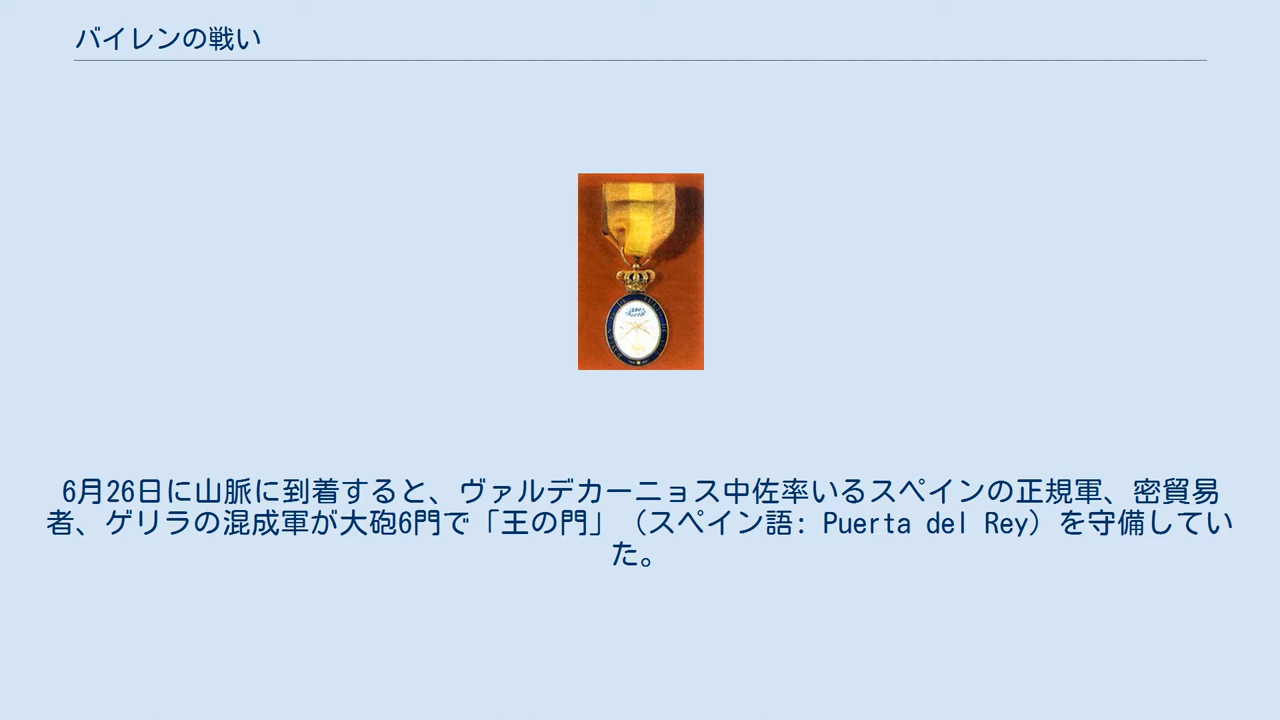 バイレンの戦い
6月26日に山脈に到着すると、ヴァルデカーニョス中佐率いるスペインの正規軍、密貿易
者、ゲリラの混成軍が大砲6門で「王の門」（スペイン語: Puerta del Rey）を守備してい
た。